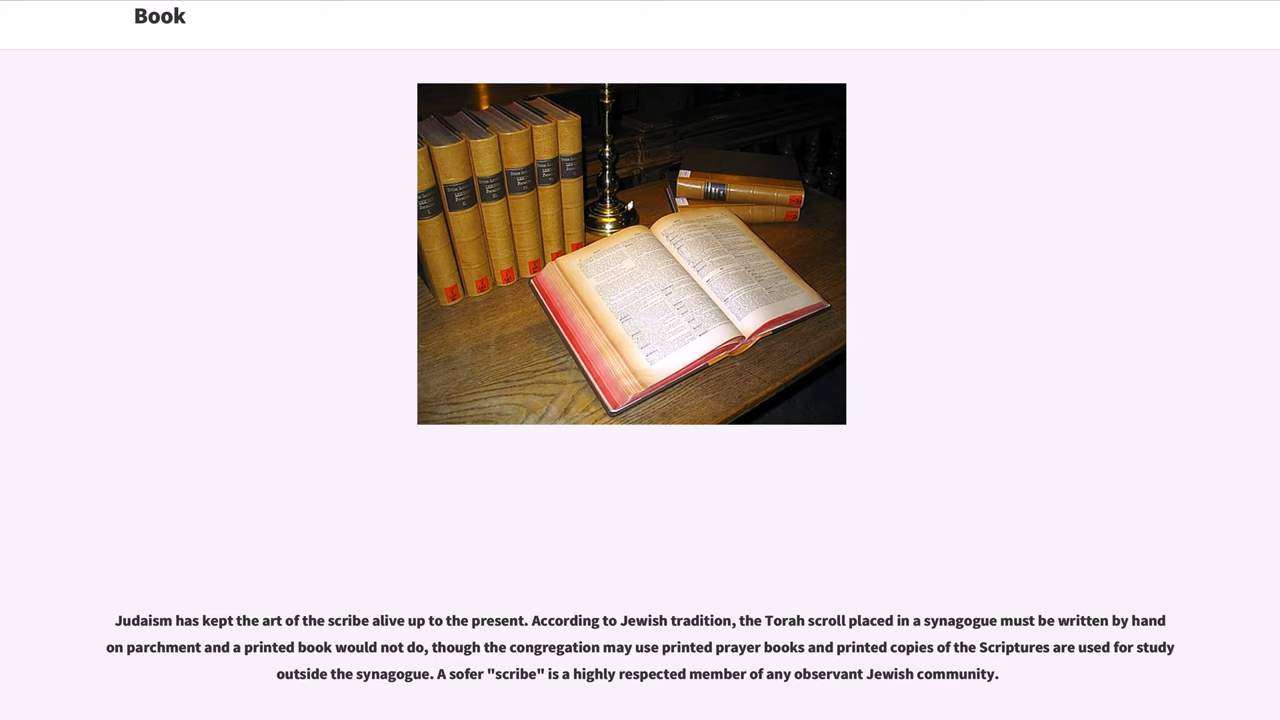 Book
Judaism has kept the art of the scribe alive up to the present. According to Jewish tradition, the Torah scroll placed in a synagogue must be written by hand
on parchment and a printed book would not do, though the congregation may use printed prayer books and printed copies of the Scriptures are used for study
outside the synagogue. A sofer "scribe" is a highly respected member of any observant Jewish community.